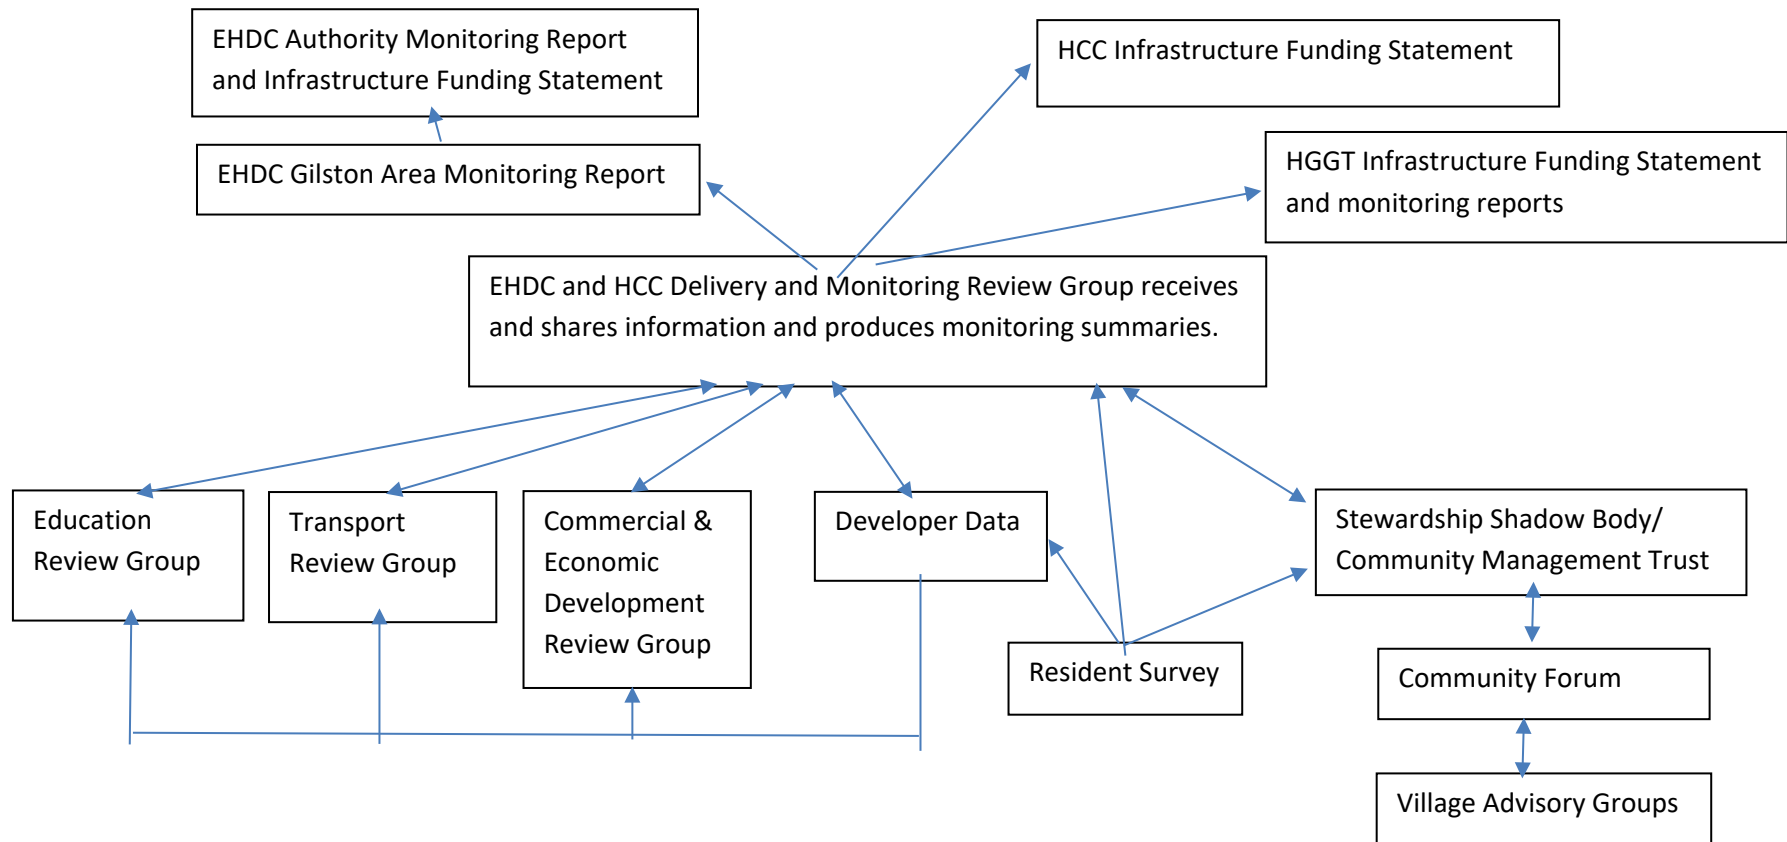 EHDC Authority Monitoring Report
and Infrastructure Funding Statement
HCC Infrastructure Funding Statement
EHDC Gilston Area Monitoring Report
HGGT Infrastructure Funding Statement
and monitoring reports
EHDC and HCC Delivery and Monitoring Review Group receives
and shares information and produces monitoring summaries.
Education
Review Group
Transport
Review Group
Commercial &
Economic
Development
Review Group
Developer Data
Stewardship Shadow Body/
Community Management Trust
Resident Survey
Community Forum
Village Advisory Groups